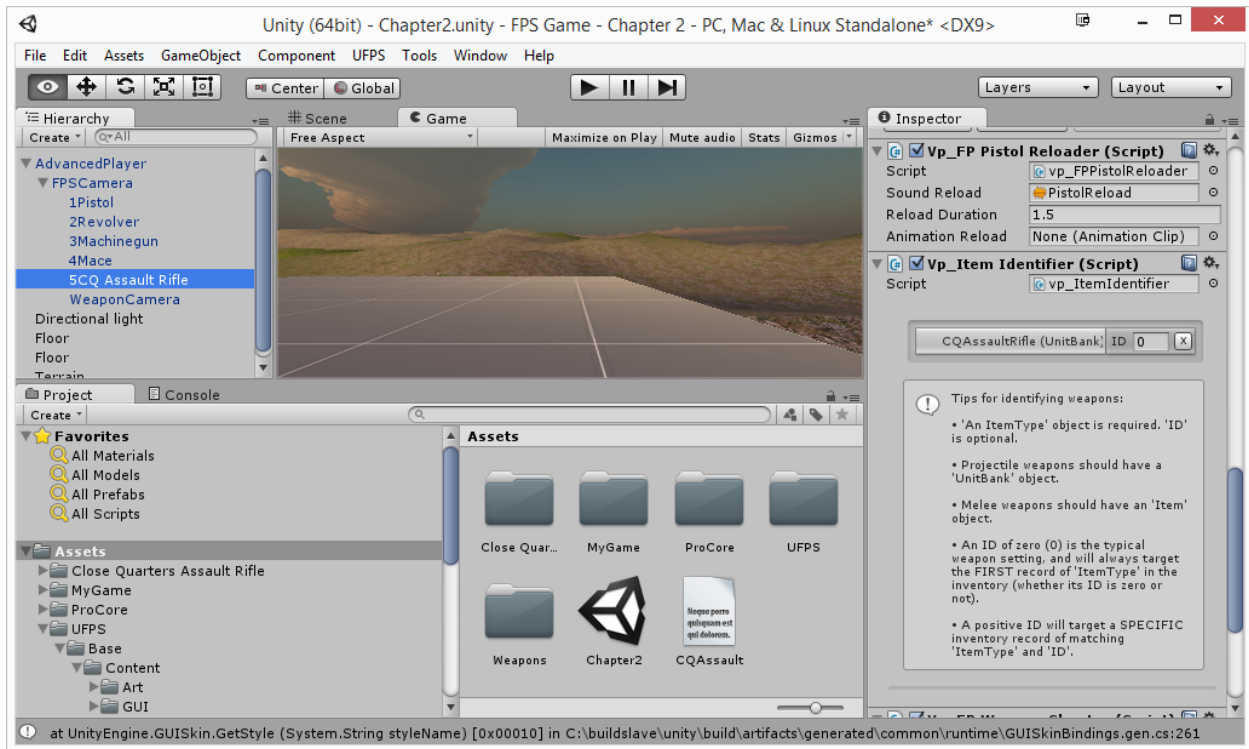 Unity (64bit) - Chapter2.unity - FPS Game - Chapter 2 - PC, Mac & Linux Standalone* <DX9>
File Edit Assets GameObject Component UFPS Tools Window Help
Center Global Layers Layout
Hierarchy
Create All
AdvancedPlayer
FPSCamera
1Pistol
2Revolver
3Machinegun
4Mace
5CQ Assault Rifle
WeaponCamera
Directional light
Floor
Floor
Terrain
Scene Game
Free Aspect Maximize on Play Mute audio Stats Gizmos
Inspector
Vp_FP Pistol Reloader (Script)
Script vp_FPPistolReloader
Sound Reload PistolReload
Reload Duration 1.5
Animation Reload None (Animation Clip)
Vp_Item Identifier (Script)
Script vp_ItemIdentifier
CQAssaultRifle (UnitBank) ID 0 X
Tips for identifying weapons:
• 'An ItemType' object is required. 'ID'
is optional.
• Projectile weapons should have a
'UnitBank' object.
• Melee weapons should have an 'Item'
object.
• An ID of zero (0) is the typical
weapon setting, and will always target
the FIRST record of 'ItemType' in the
inventory (whether its ID is zero or
not).
• A positive ID will target a SPECIFIC
inventory record of matching
'ItemType' and 'ID'.
Project Console
Create
Favorites
All Materials
All Models
All Prefabs
All Scripts
Assets
Close Quarters Assault Rifle
MyGame
ProCore
UFPS
Base
Content
Art
GUI
Assets
Close Quar... MyGame ProCore UFPS
Neque porro
quisquam est
qui dolorem.
Weapons Chapter2 CQAssault
at UnityEngine.GUISkin.GetStyle (System.String styleName) [0x00010] in C:\buildslave\unity\build\artifacts\generated\common\runtime\GUISkinBindings.gen.cs:261